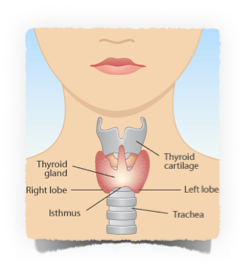 Thyroid
gland
Thyroid
cartilage
Right lobe
Left lobe
Isthmus
Trachea